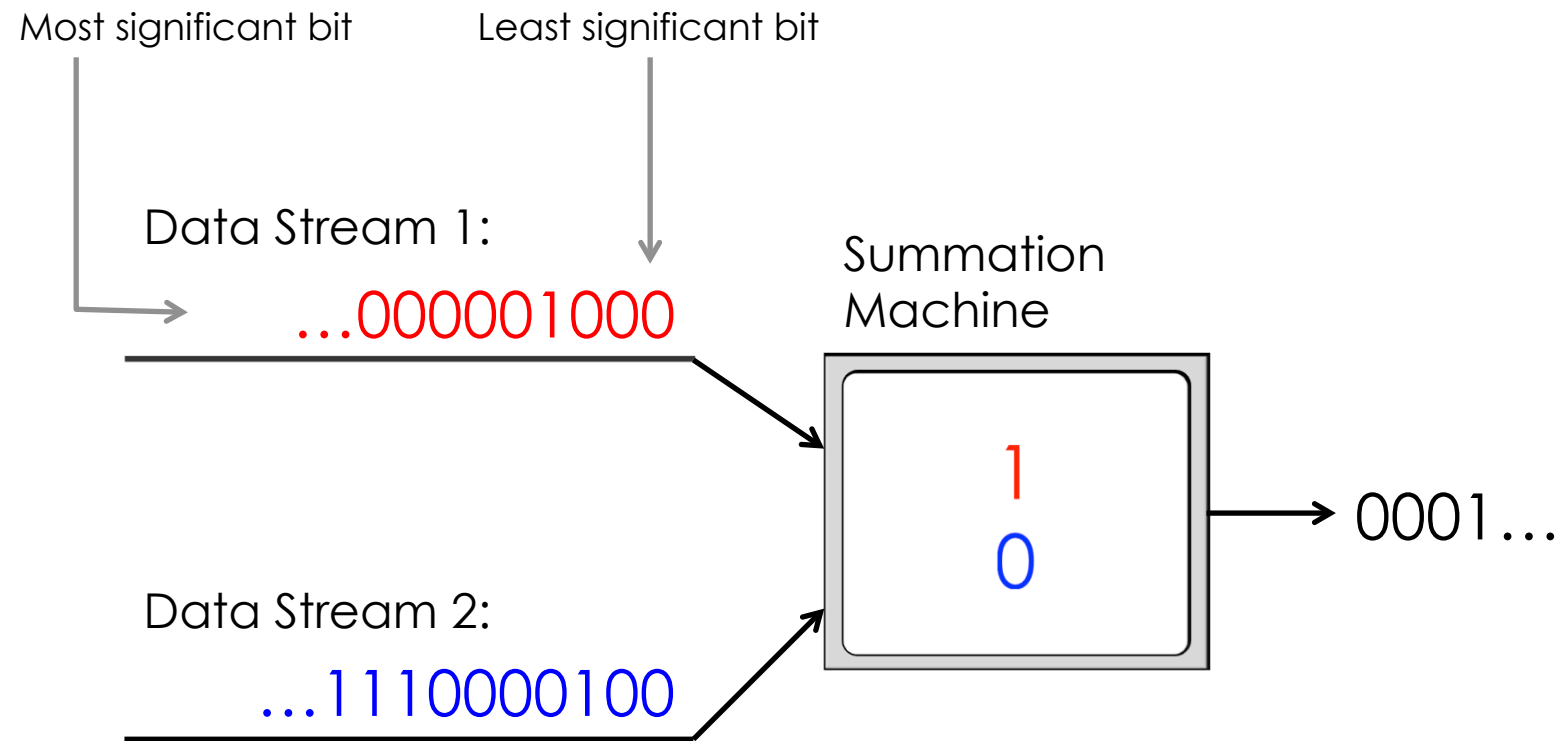 Most significant bit
Least significant bit
Data Stream 1:
…000001000
Summation
Machine
1
0
0001…
Data Stream 2:
…1110000100